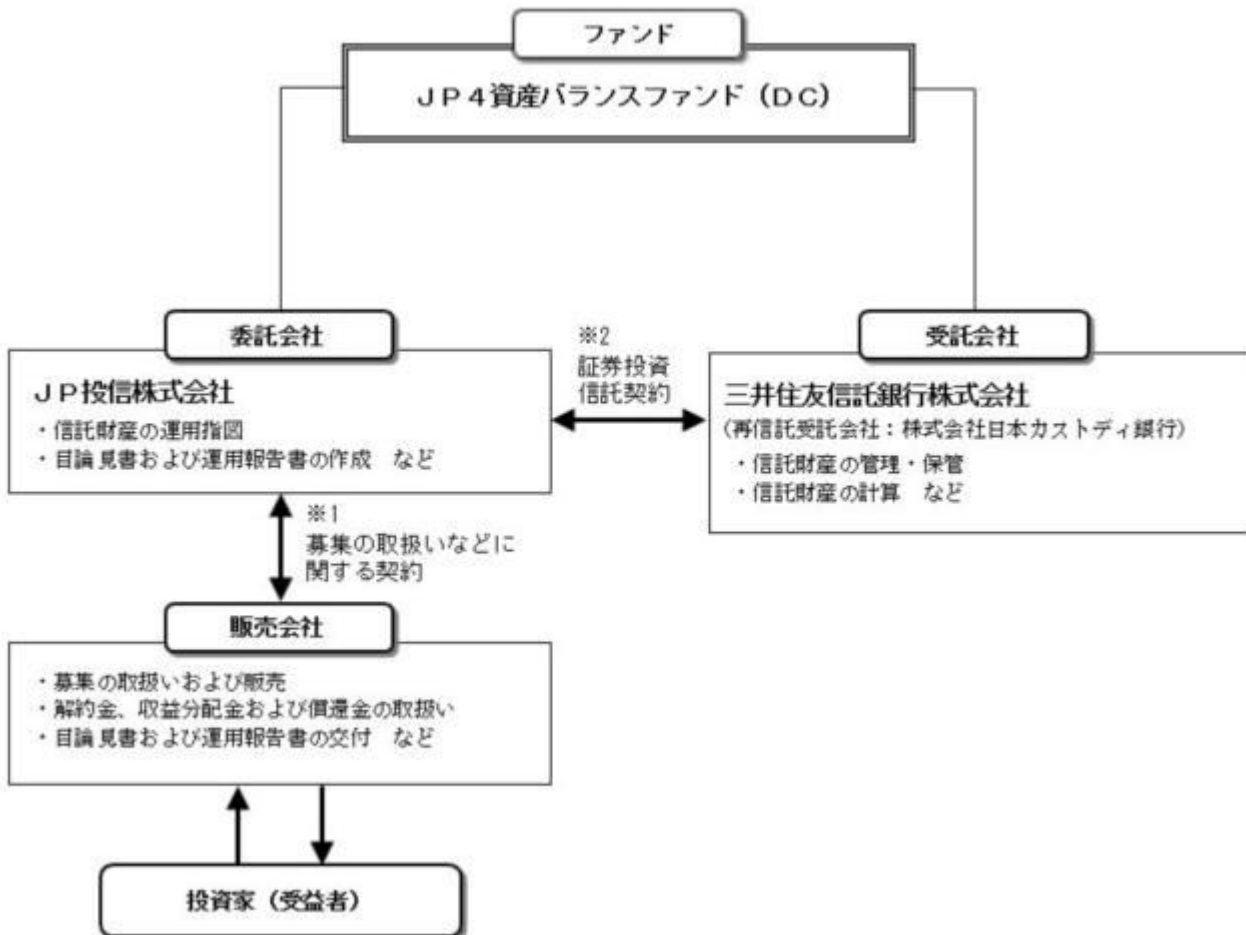 ファンド
JP4資産バランスファンド(DC)
委託会社
JP投信株式会社
・信託財産の運用指図
・目論見書および運用報告書の作成 など
※2
証券投資
信託契約
受託会社
三井住友信託銀行株式会社
(再信託受託会社：株式会社日本カストディ銀行)
・信託財産の管理・保管
・信託財産の計算 など
※1
募集の取扱いなどに
関する契約
販売会社
・募集の取扱いおよび販売
・解約金、収益分配金および償還金の取扱い
・目論見書および運用報告書の交付 など
投資家（受益者）